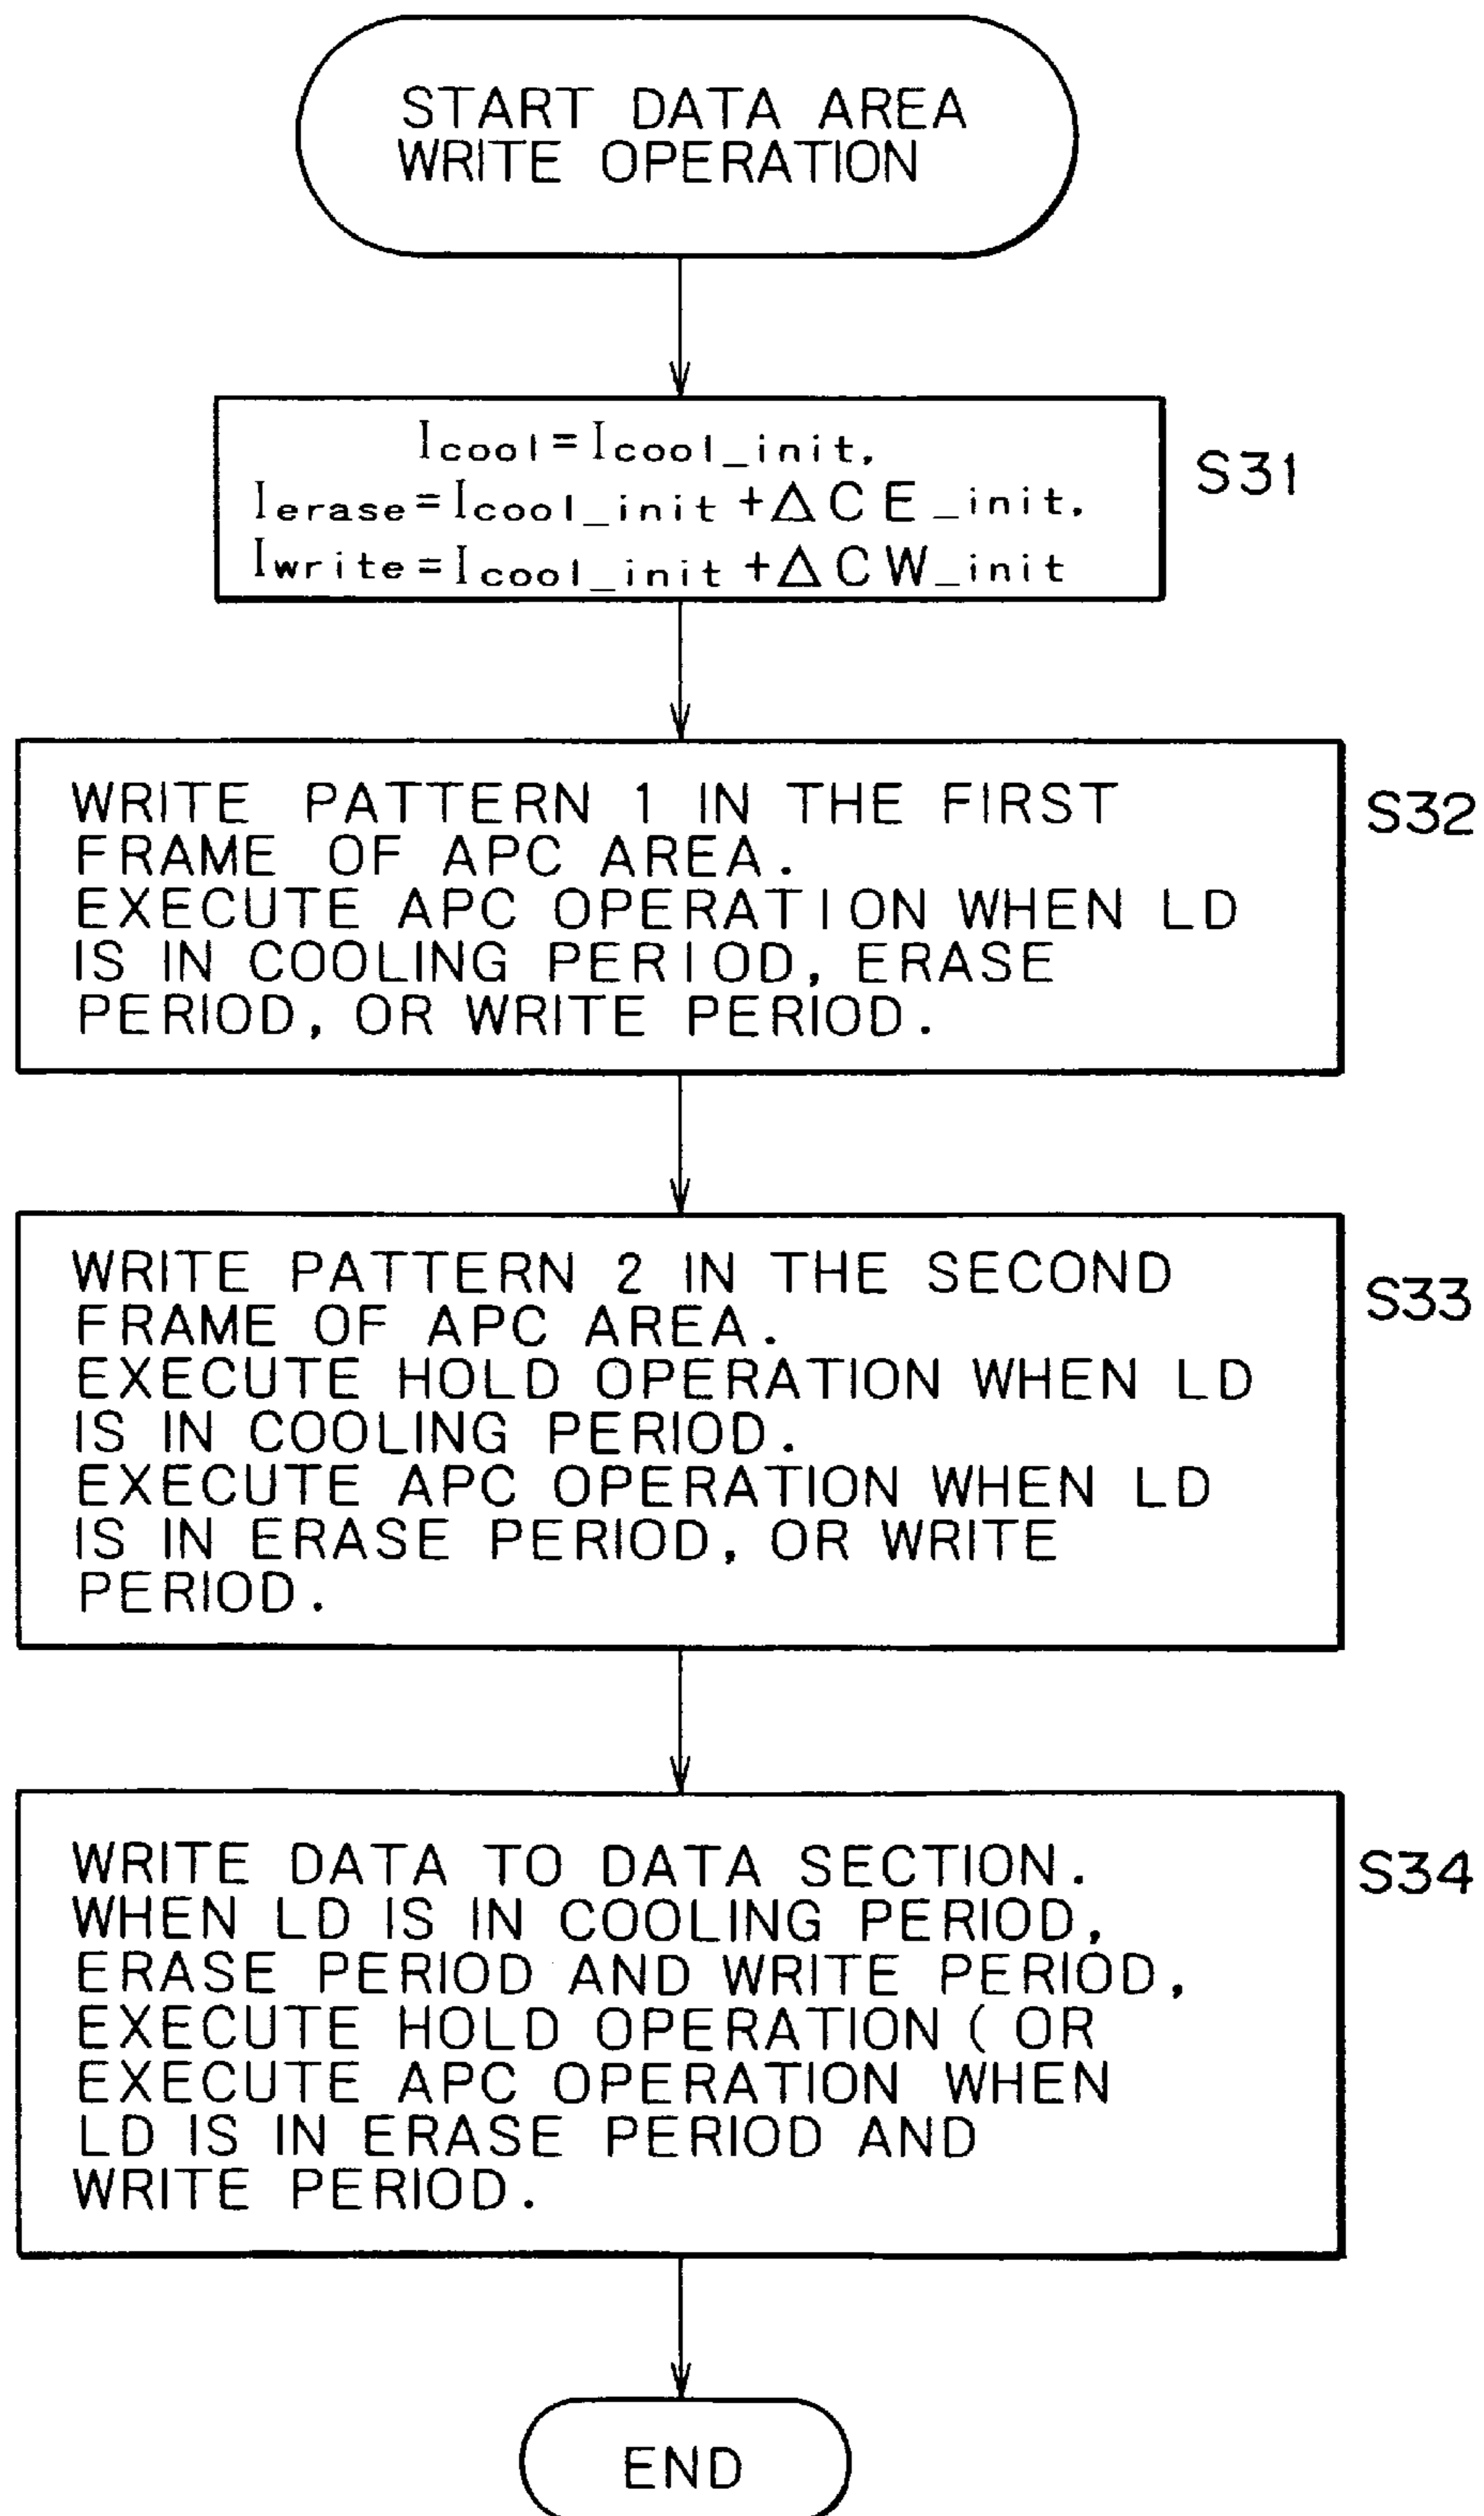 START DATA AREA
WRITE OPERATION
Icool=Icool_init,
Ierase=Icool_init+ΔCE_init,
Iwrite=Icool_init+ΔCW_init
S31
WRITE PATTERN 1 IN THE FIRST
FRAME OF APC AREA.
EXECUTE APC OPERATION WHEN LD
IS IN COOLING PERIOD, ERASE
PERIOD, OR WRITE PERIOD.
S32
WRITE PATTERN 2 IN THE SECOND
FRAME OF APC AREA.
EXECUTE HOLD OPERATION WHEN LD
IS IN COOLING PERIOD.
EXECUTE APC OPERATION WHEN LD
IS IN ERASE PERIOD, OR WRITE
PERIOD.
S33
WRITE DATA TO DATA SECTION.
WHEN LD IS IN COOLING PERIOD,
ERASE PERIOD AND WRITE PERIOD,
EXECUTE HOLD OPERATION ( OR
EXECUTE APC OPERATION WHEN
LD IS IN ERASE PERIOD AND
WRITE PERIOD.
S34
END